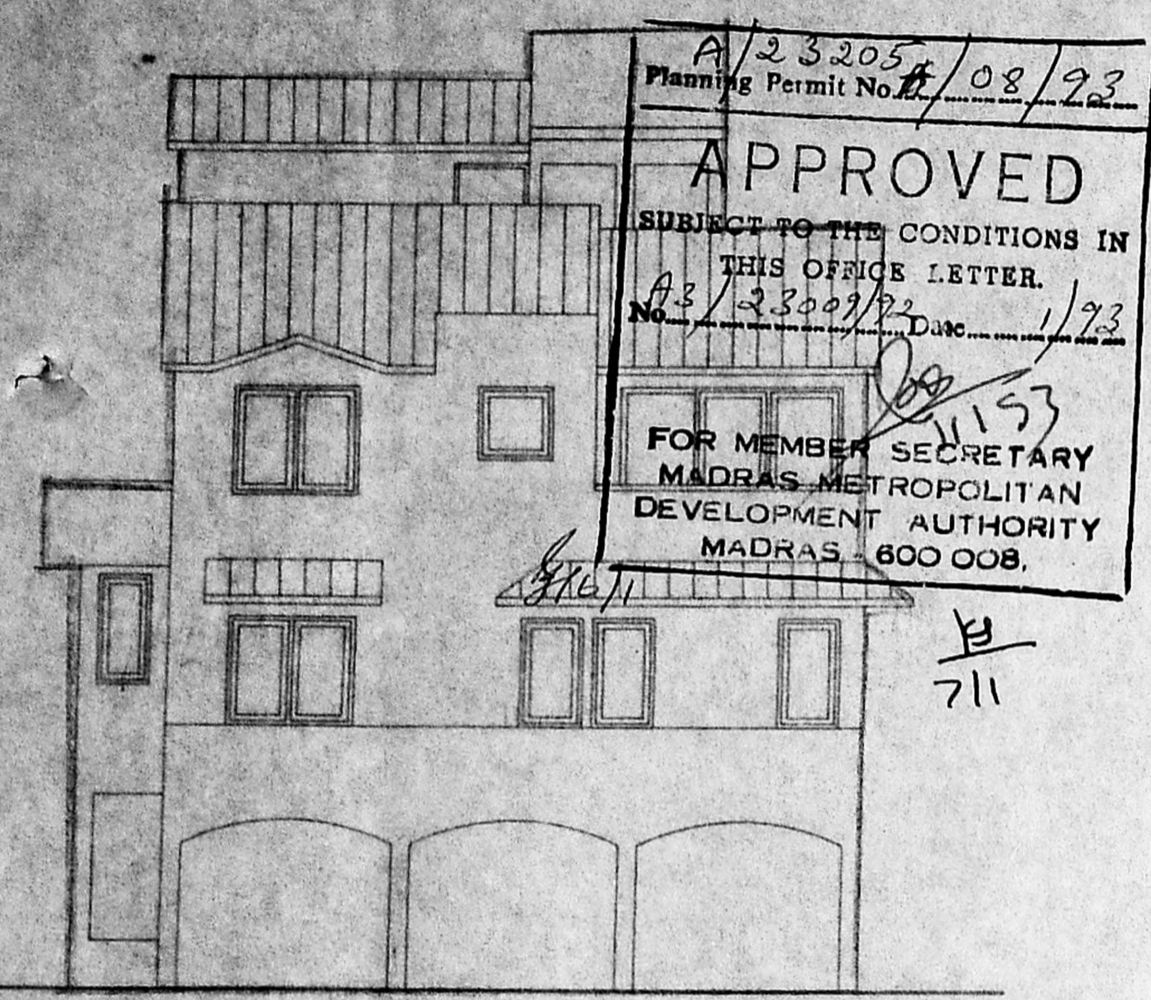 A/23205/08/93
Planning Permit No.
APPROVED
SUBJECT TO THE CONDITIONS IN
THIS OFFICE LETTER.
No. A3/23009/92 Date 1/93
FOR MEMBER SECRETARY
MADRAS METROPOLITAN
DEVELOPMENT AUTHORITY
MADRAS - 600 008.
7/1